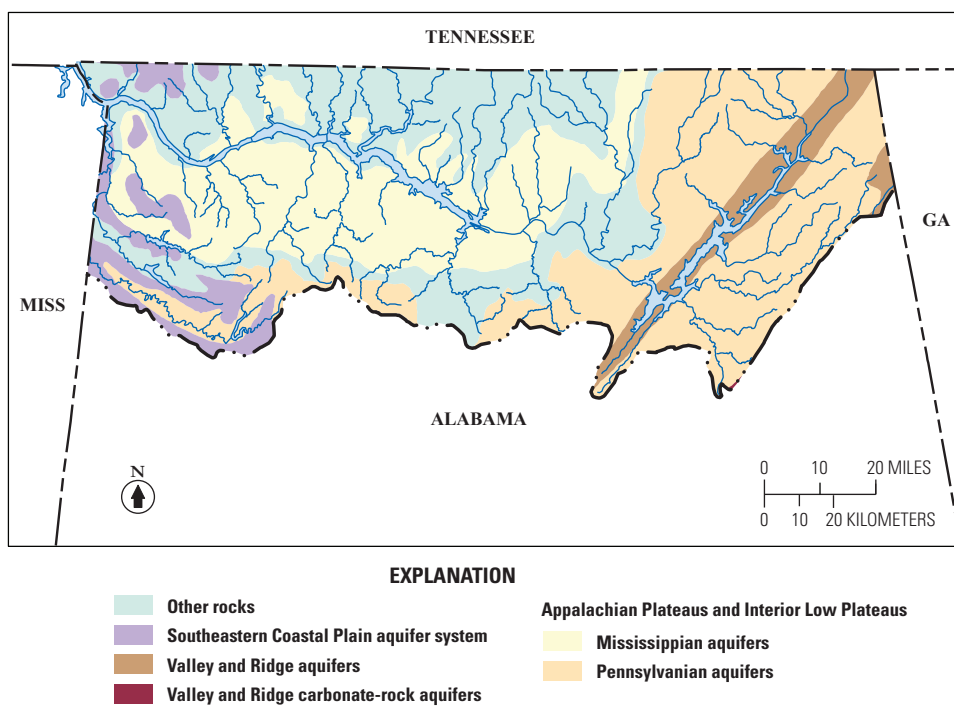 TENNESSEE
GA
MISS
ALABAMA
N
0 10 20 MILES
0 10 20 KILOMETERS
EXPLANATION
Other rocks
Southeastern Coastal Plain aquifer system
Valley and Ridge aquifers
Valley and Ridge carbonate-rock aquifers
Appalachian Plateaus and Interior Low Plateaus
Mississippian aquifers
Pennsylvanian aquifers